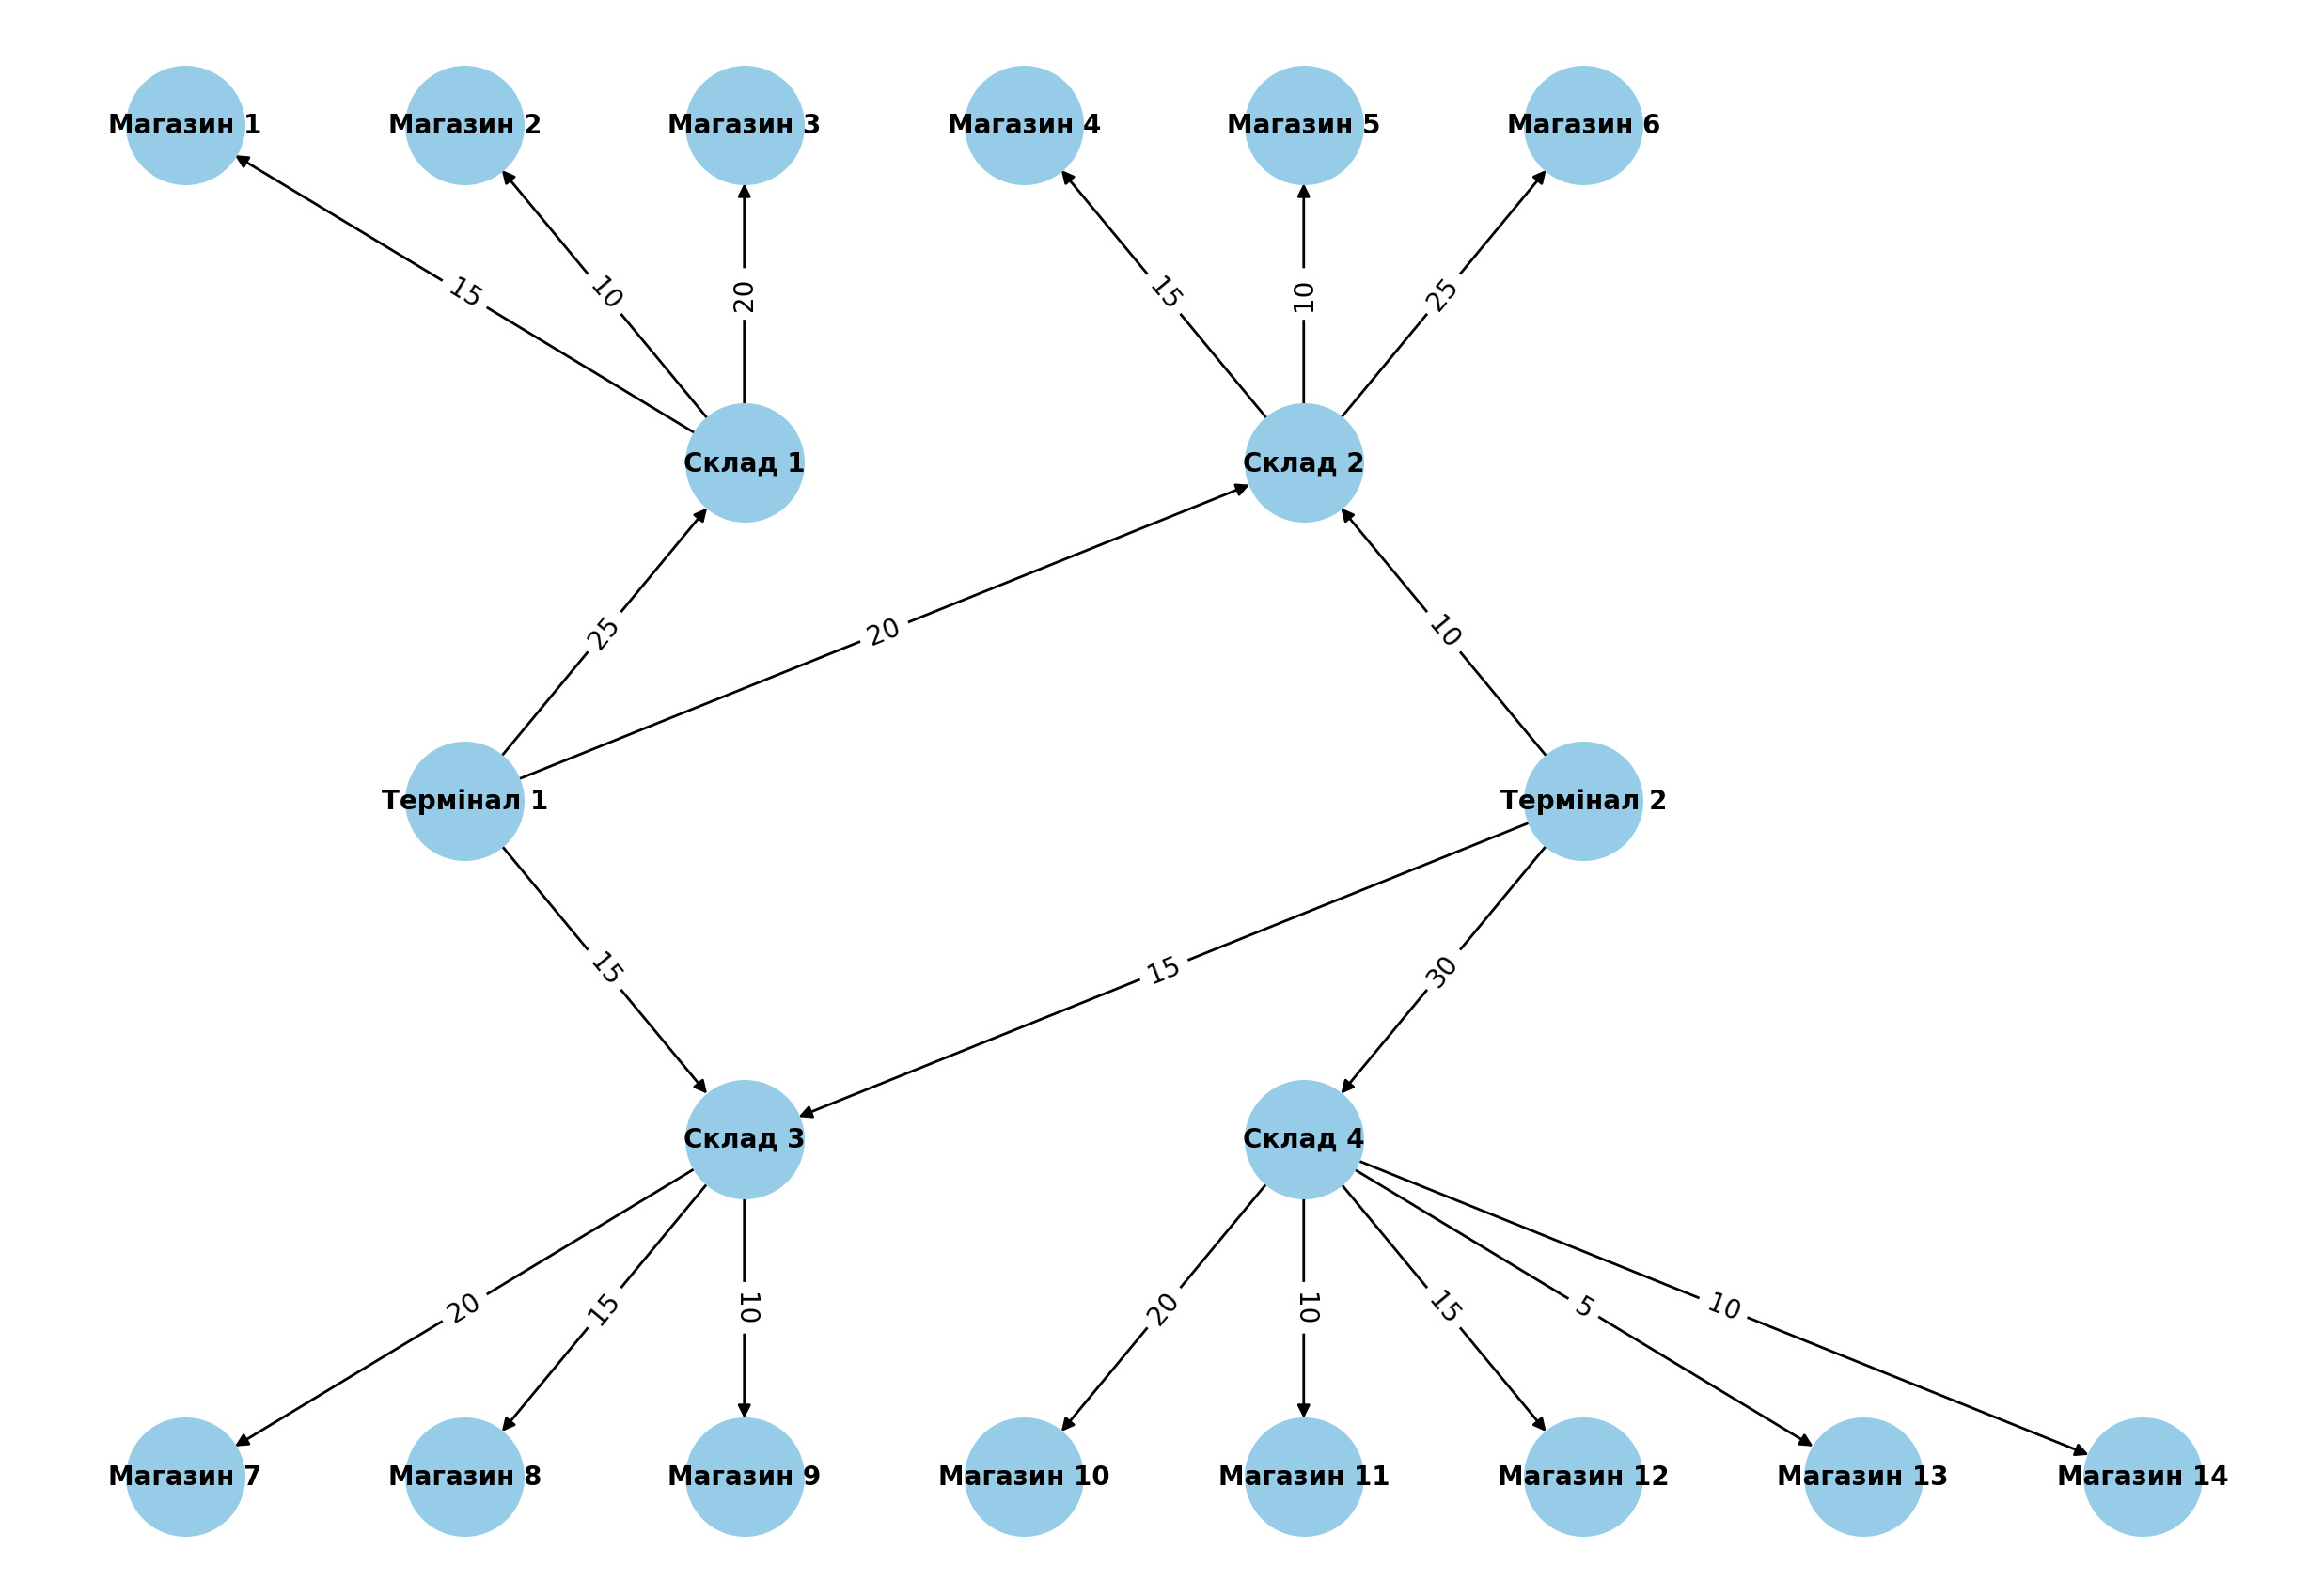 Магазин 1
Магазин 2
Магазин 3
Магазин 4
Магазин 5
Магазин 6
15
10
20
15
10
25
Склад 1
Склад 2
25
20
10
Термінал 1
Термінал 2
15
15
30
Склад 3
Склад 4
20
15
10
20
10
15
5
10
Магазин 7
Магазин 8
Магазин 9
Магазин 10
Магазин 11
Магазин 12
Магазин 13
Магазин 14